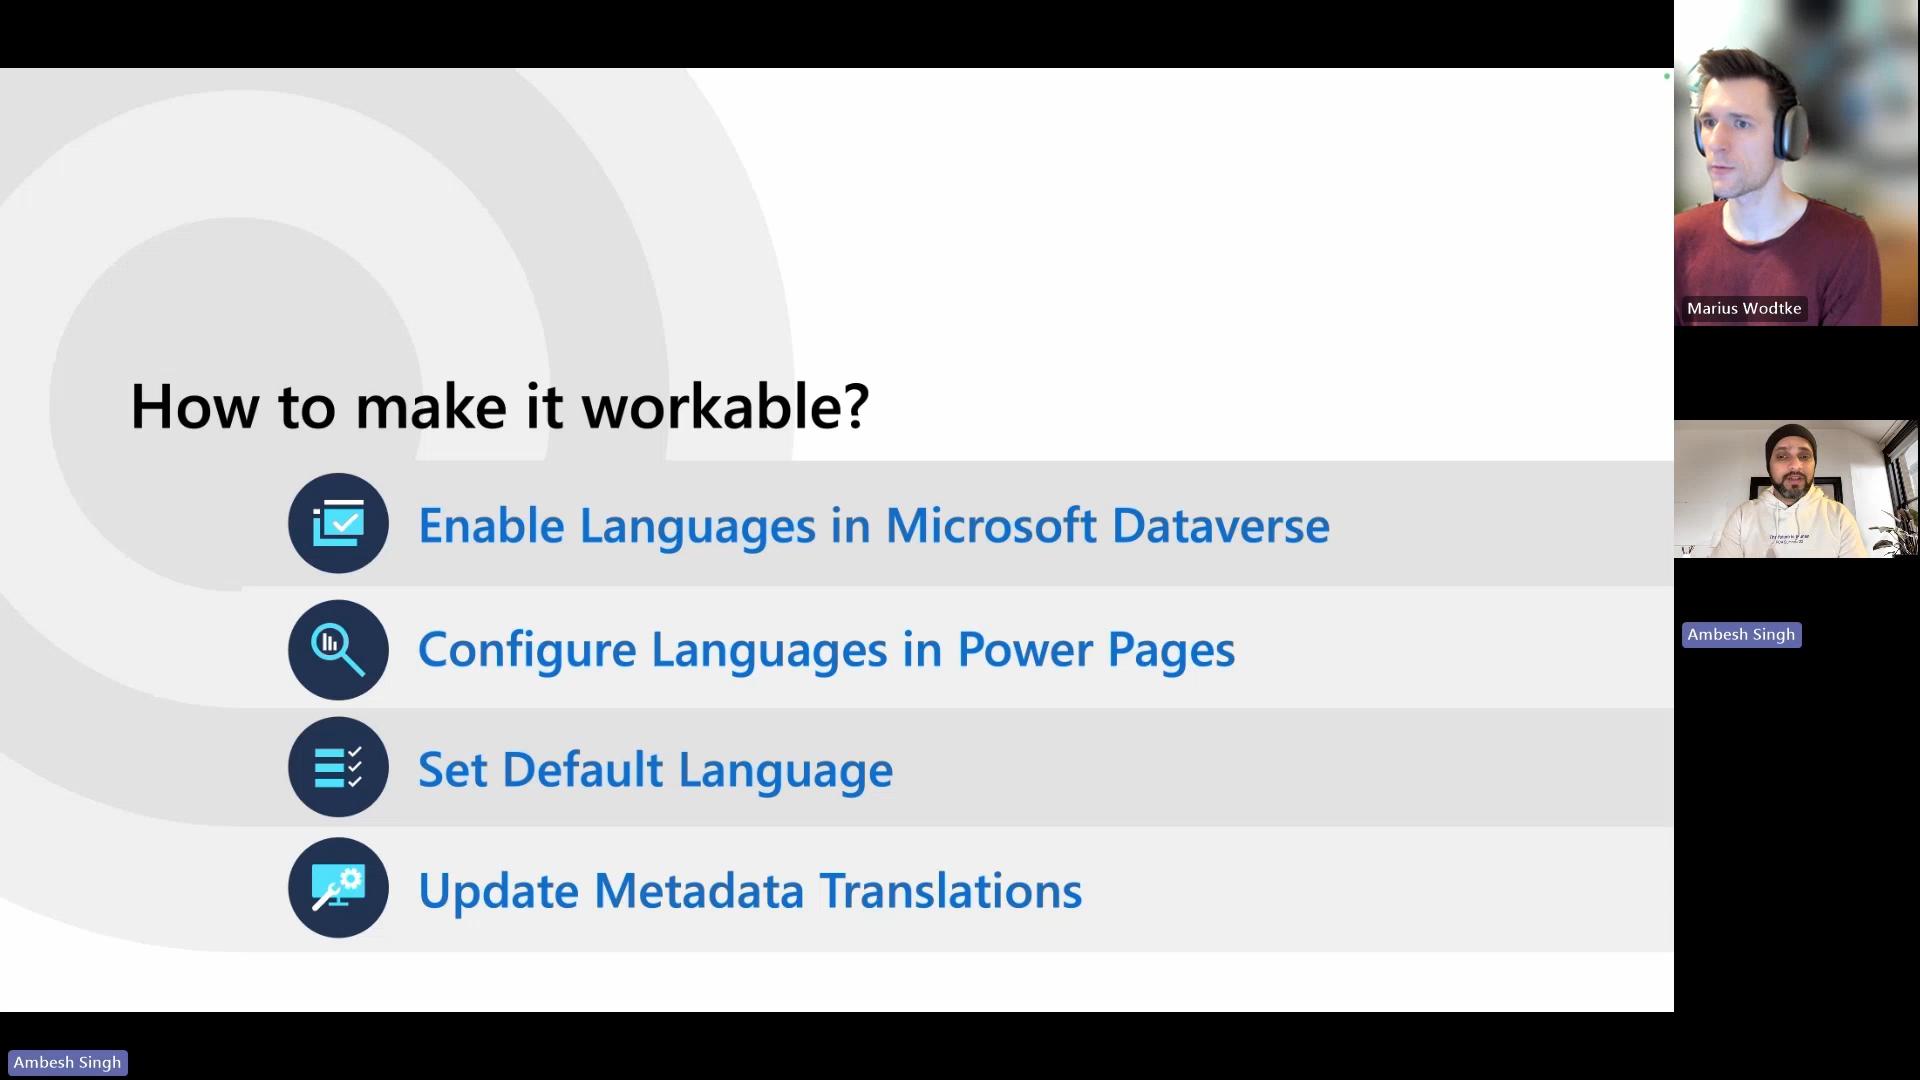 How to make it workable?
Enable Languages in Microsoft Dataverse
Configure Languages in Power Pages
Set Default Language
Update Metadata Translations
Marius Wodtke
Ambesh Singh
Ambesh Singh